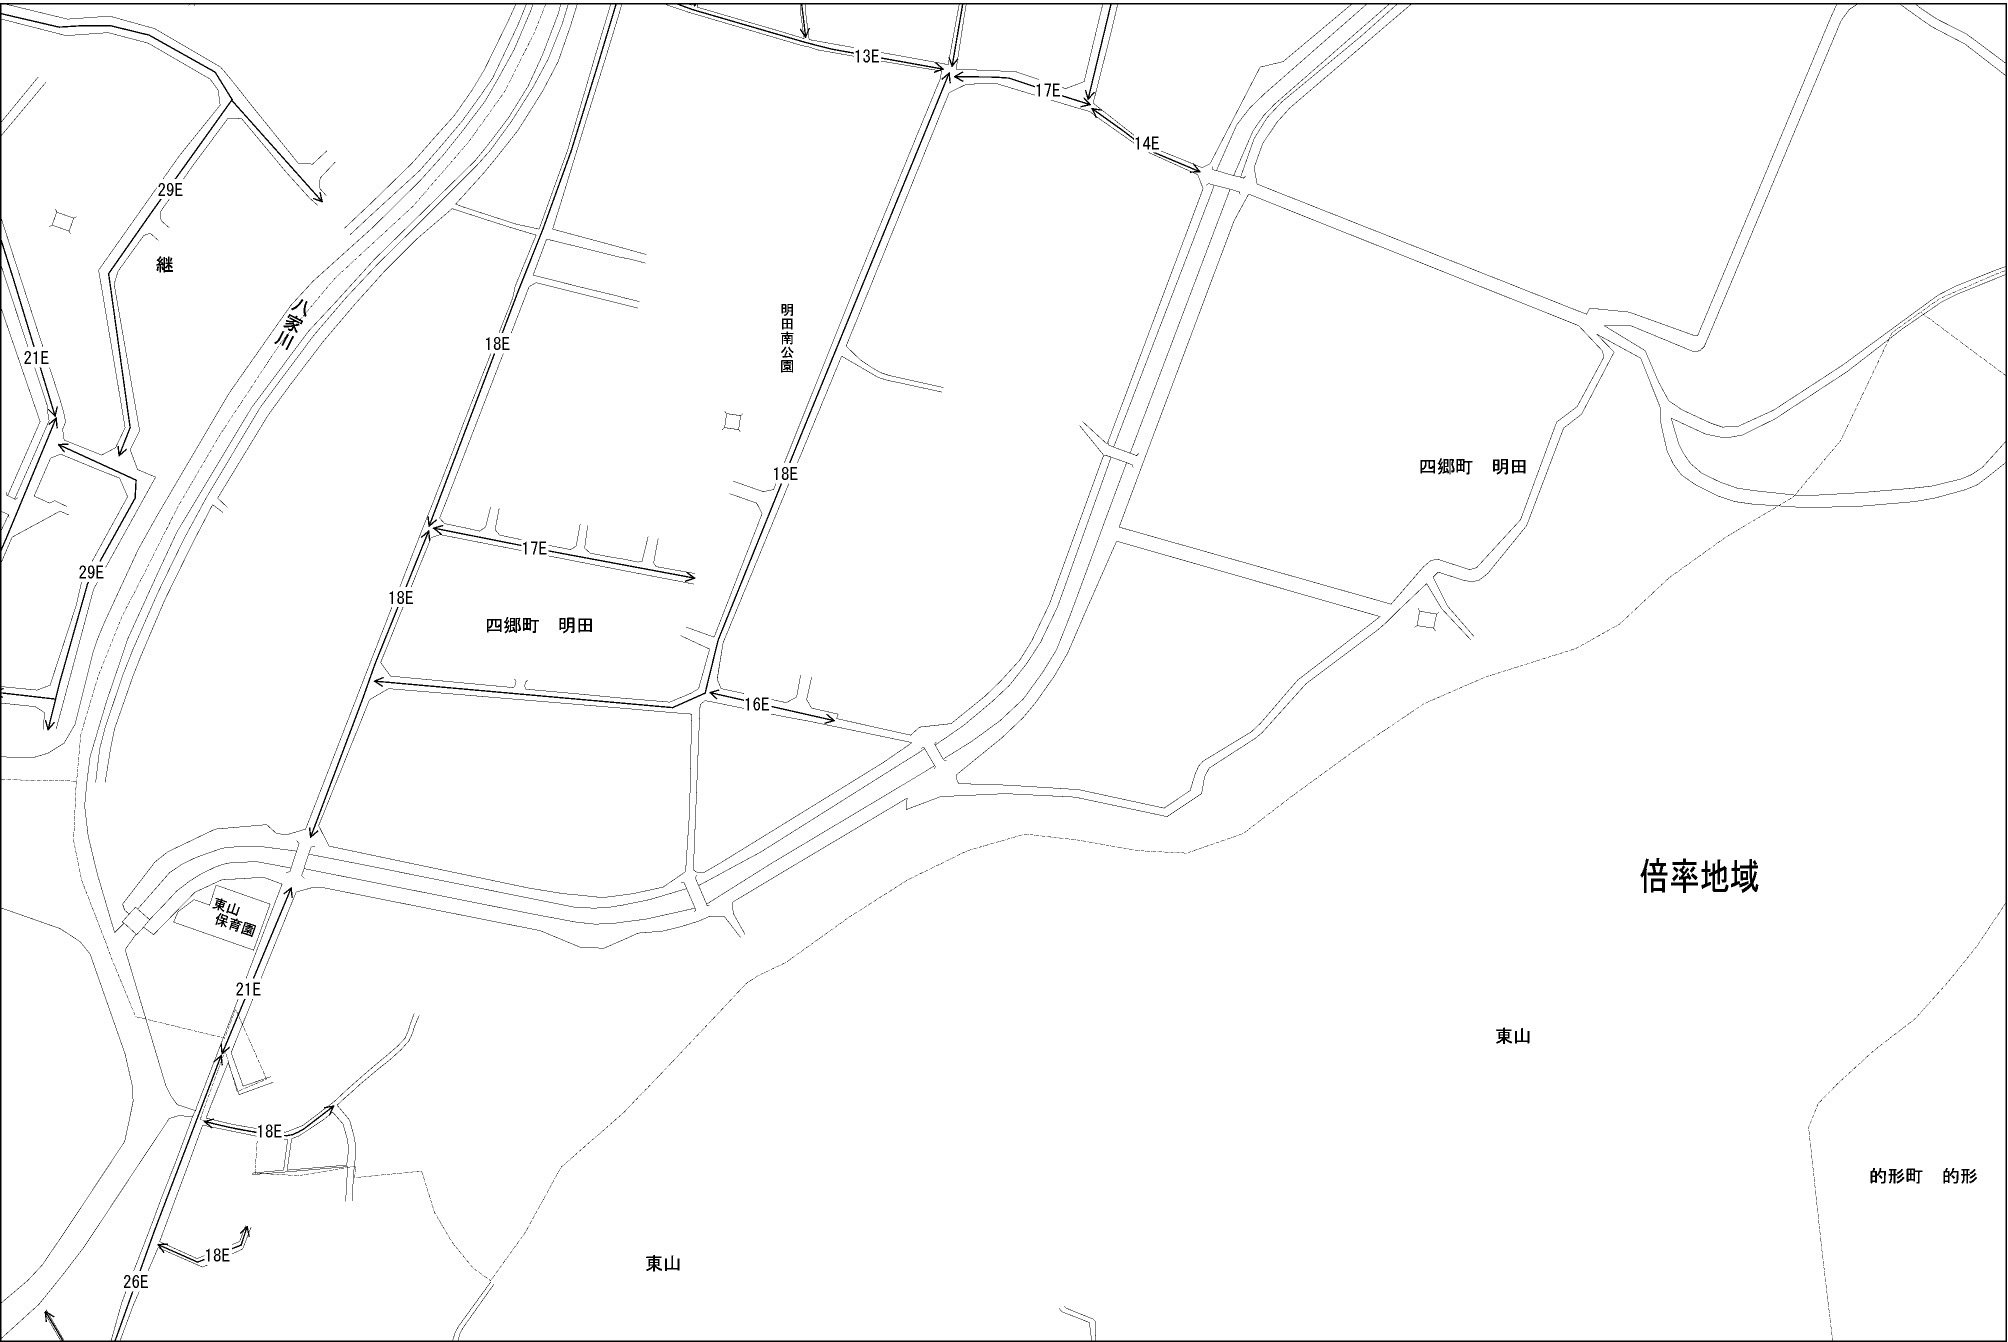 13E
17E
14E
29E
継
八家川
明田南公園
18E
21E
四郷町　明田
18E
17E
29E
18E
四郷町　明田
16E
倍率地域
東山
保育園
21E
東山
18E
的形町　的形
18E
東山
26E